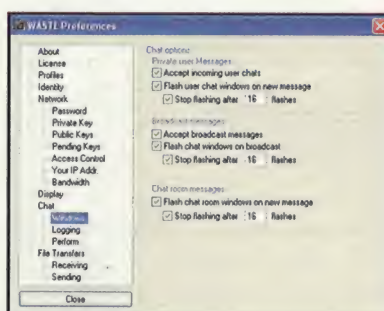 WASTE Preferences
About
License
Profiles
Identity
Network
Password
Private Key
Public Keys
Pending Keys
Access Control
Your IP Addr.
Bandwidth
Display
Chat
Windows
Logging
Perform
File Transfers
Receiving
Sending
Close
Chat options
Private user Messages:
Accept incoming user chats
Flash user chat windows on new message
Stop flashing after 16 flashes
Broadcast messages:
Accept broadcast messages
Flash chat windows on broadcast
Stop flashing after 16 flashes
Chat room messages:
Flash chat room windows on new message
Stop flashing after 16 flashes